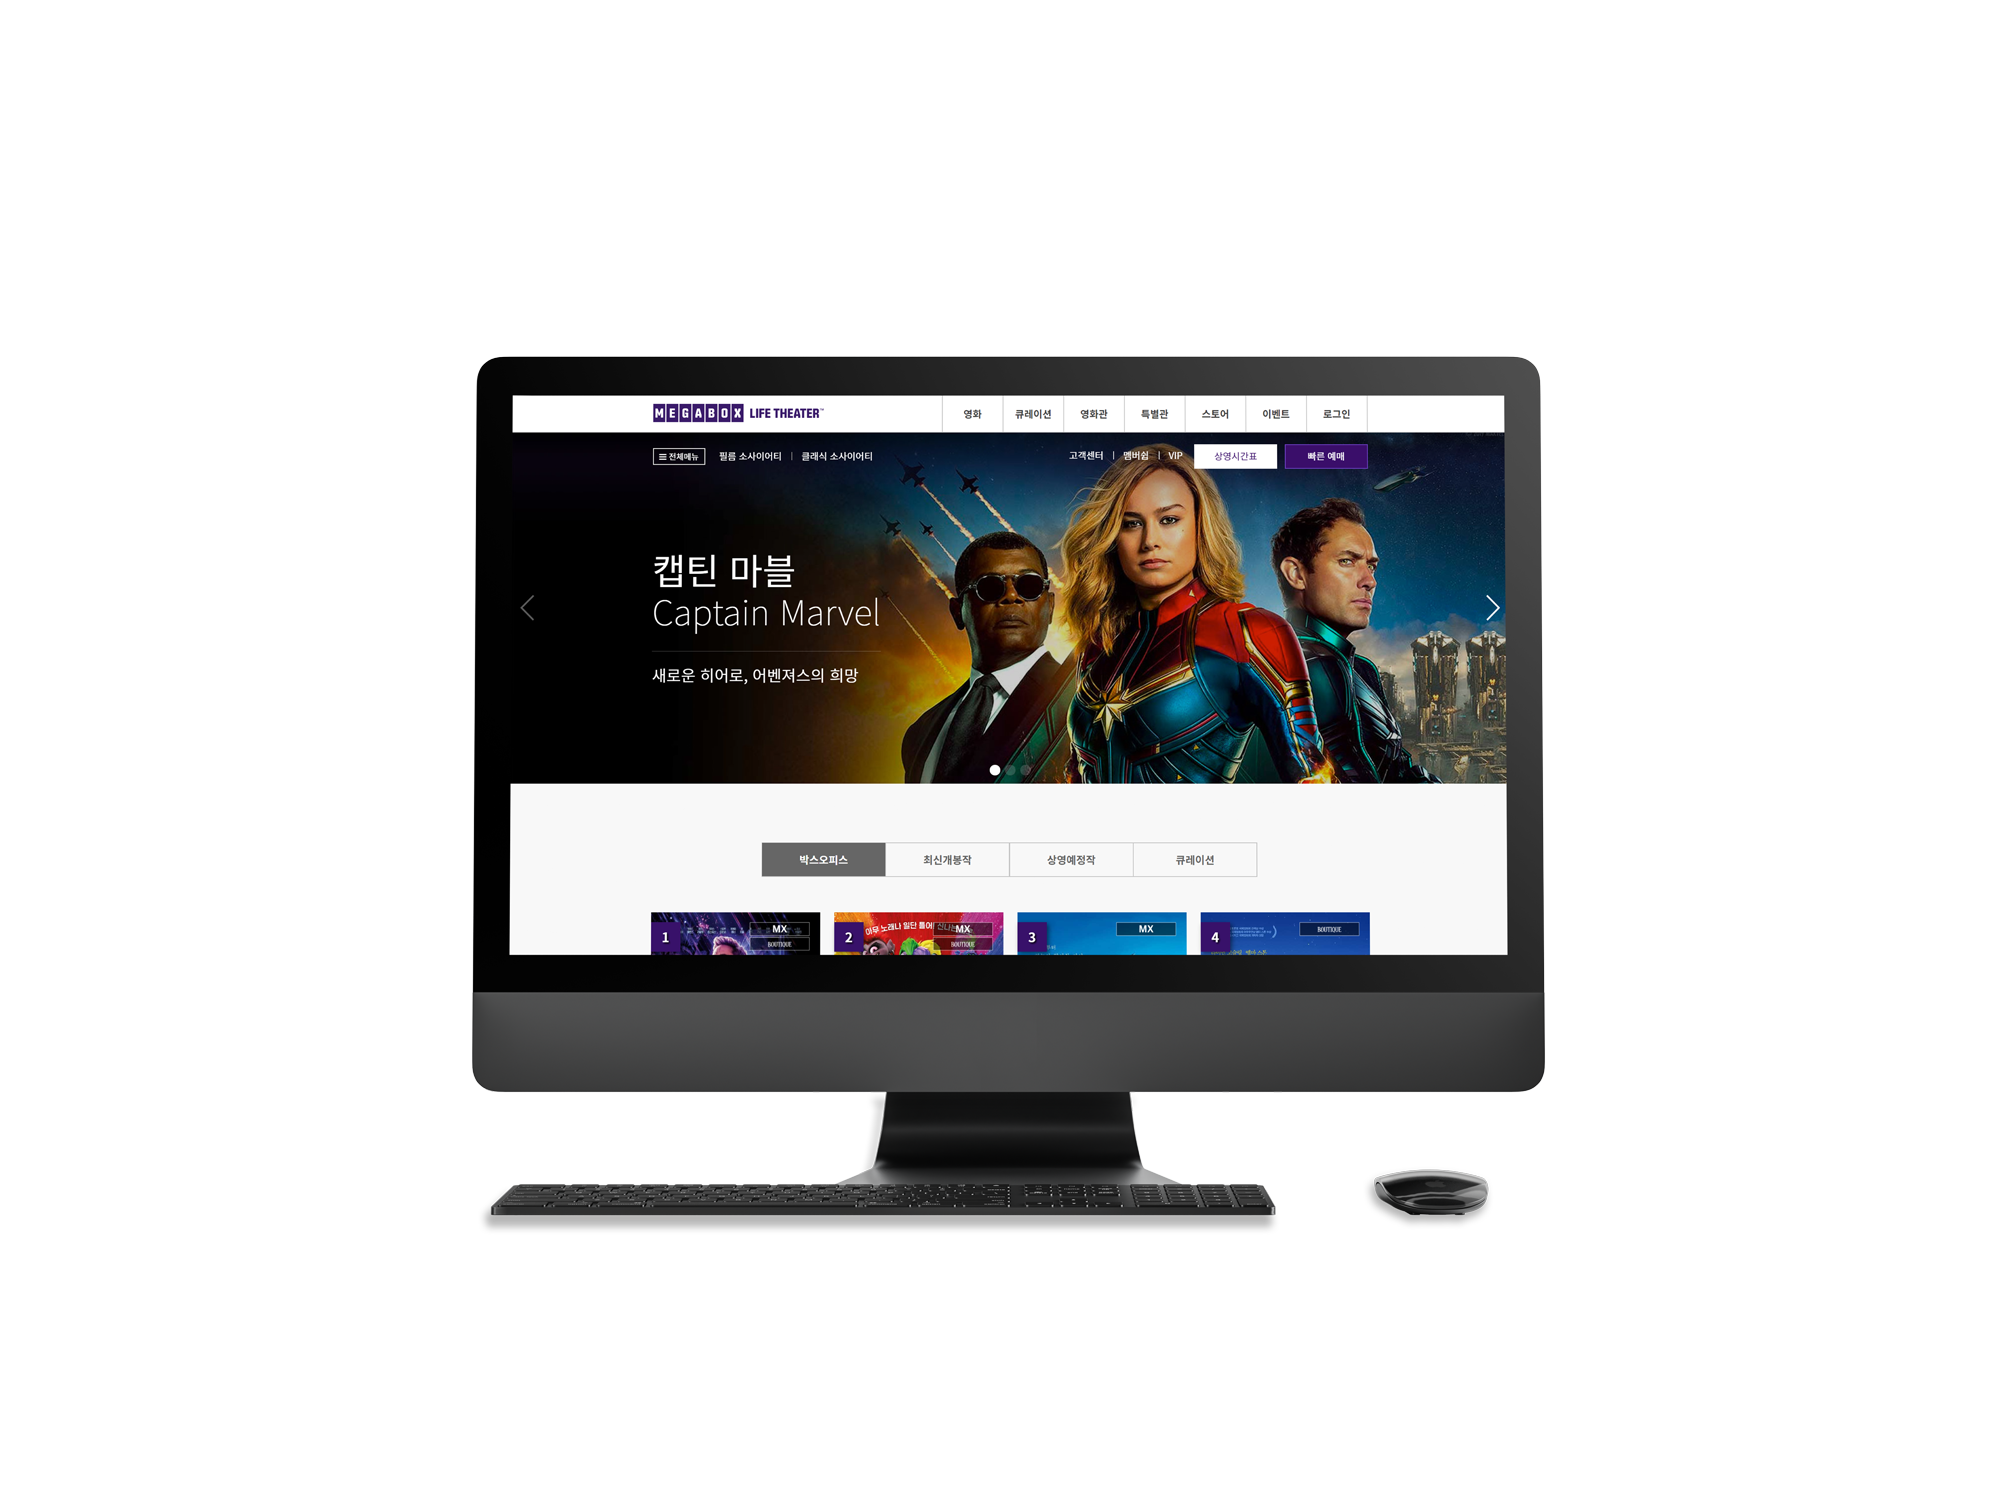 MEGABOX LIFE THEATER™
영화 큐레이션 영화관 특별관 스토어 이벤트 로그인
전체메뉴 필름 소사이어티 | 클래식 소사이어티
고객센터 | 멤버쉽 | VIP 상영시간표 빠른 예매
캡틴 마블
Captain Marvel
새로운 히어로, 어벤져스의 희망
박스오피스 최신개봉작 상영예정작 큐레이션
1 MX BOUTIQUE
2 아무 노래나 일단 틀어! 신나는 MX BOUTIQUE
3 MX
4 BOUTIQUE